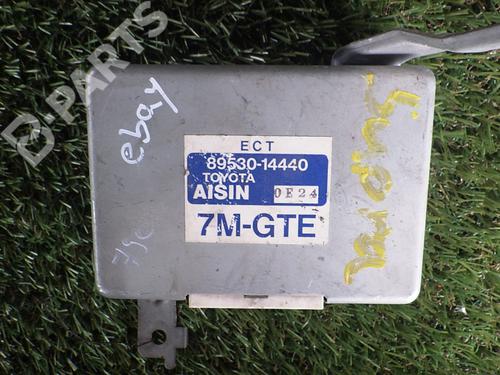 B-PARTS
ebay
ECT
89530-14440
TOYOTA
AISIN 0E24
7M-GTE